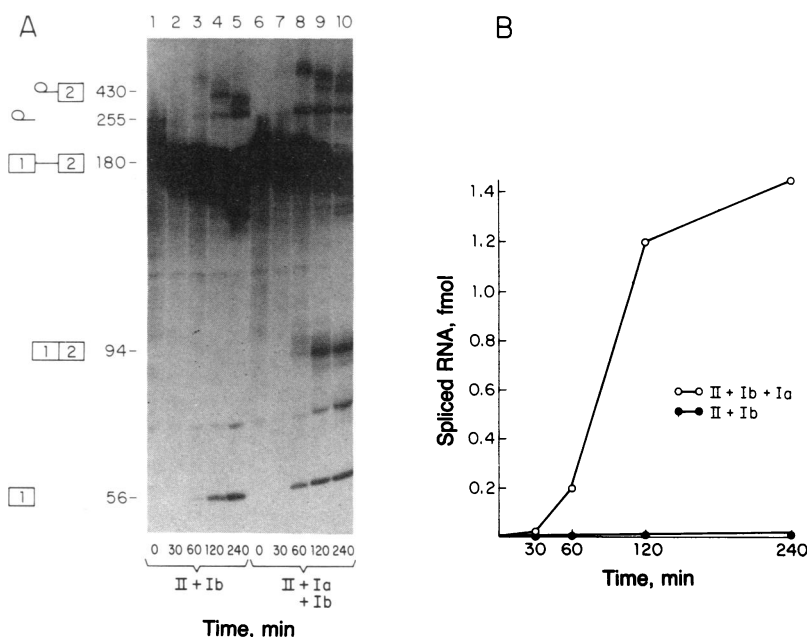 A
1 2 3 4 5 6 7 8 9 10
2 430-
255-
1 2 180-
1 2 94-
1 56-
0 30 60 120 240 0 30 60 120 240
II + Ib II + Ia
+ Ib
Time, min
B
1.4
1.2
1.0
0.8
0.6
0.4
0.2
Spliced RNA, fmol
II + Ib + Ia
II + Ib
30 60 120 240
Time, min